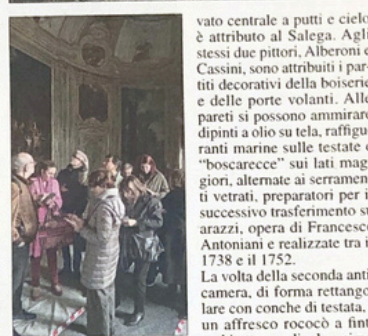 vato centrale a putti e cielo
è attributo al Salega. Agli
stessi due pittori, Alberoni e
Cassini, sono attribuiti i par-
titi decorativi della boiserie
e delle porte volanti. Alle
pareti si possono ammirare
dipinti a olio su tela, raffigu-
ranti marine sulle testate e
“boscarecce” sui lati mag-
giori, alternate ai serramen-
ti vetrati, preparatori per il
successivo trasferimento su
arazzi, opera di Francesco
Antoniani e realizzate tra il
1738 e il 1752.
La volta della seconda anti-
camera, di forma rettango-
lare con conche di testata,
un affresco rococò a fint